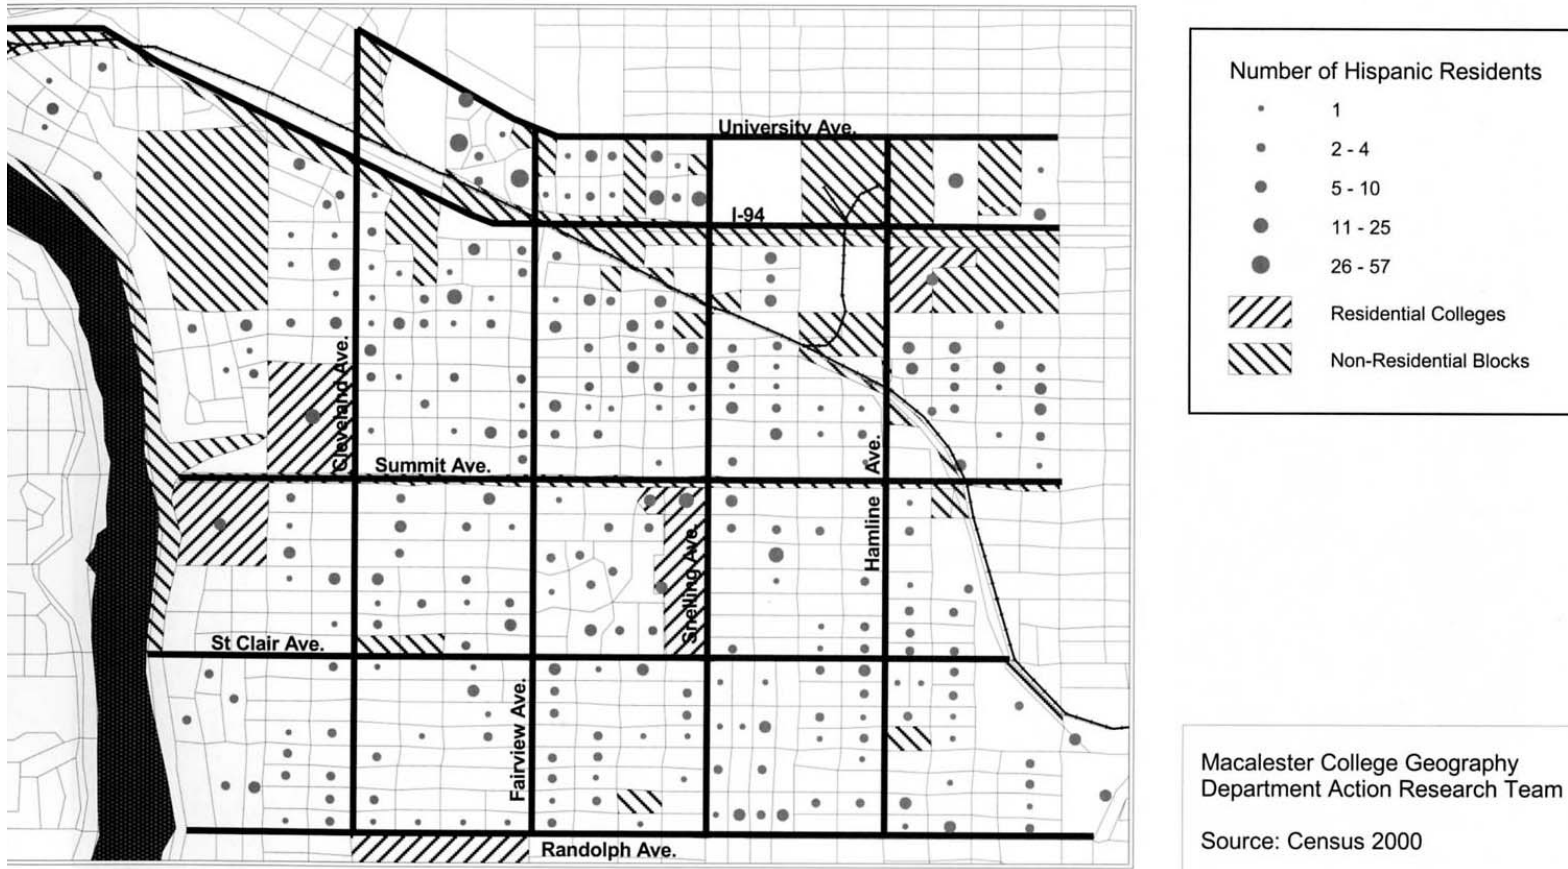 University Ave.
I-94
Cleveland Ave.
Summit Ave.
Hamline Ave.
Snelling Ave.
St Clair Ave.
Fairview Ave.
Randolph Ave.
Number of Hispanic Residents
1
2 - 4
5 - 10
11 - 25
26 - 57
Residential Colleges
Non-Residential Blocks
Macalester College Geography
Department Action Research Team
Source: Census 2000